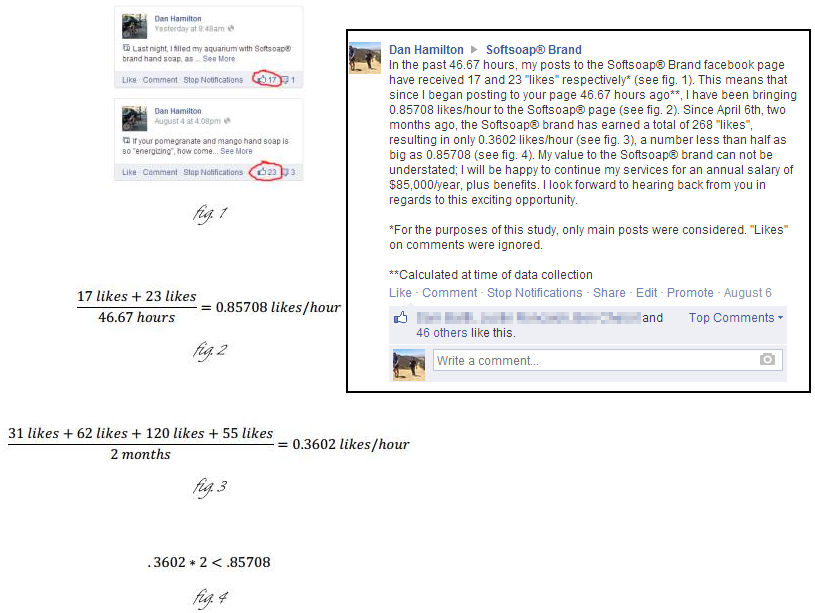 Dan Hamilton
Yesterday at 9:48am
Last night, I filled my aquarium with Softsoap®
brand hand soap, as ... See More
Like · Comment · Stop Notifications 17 1
Dan Hamilton
August 4 at 4:08pm
If your pomegranate and mango hand soap is
so "energizing", how come... See More
Like · Comment · Stop Notifications 23 3
fig. 1
17 likes + 23 likes
46.67 hours
= 0.85708 likes/hour
fig. 2
31 likes + 62 likes + 120 likes + 55 likes
2 months
= 0.3602 likes/hour
fig. 3
.3602 * 2 < .85708
fig. 4
Dan Hamilton ▶ Softsoap® Brand
In the past 46.67 hours, my posts to the Softsoap® Brand facebook page
have received 17 and 23 "likes" respectively* (see fig. 1). This means that
since I began posting to your page 46.67 hours ago**, I have been bringing
0.85708 likes/hour to the Softsoap® page (see fig. 2). Since April 6th, two
months ago, the Softsoap® brand has earned a total of 268 "likes",
resulting in only 0.3602 likes/hour (see fig. 3), a number less than half as
big as 0.85708 (see fig. 4). My value to the Softsoap® brand can not be
understated; I will be happy to continue my services for an annual salary of
$85,000/year, plus benefits. I look forward to hearing back from you in
regards to this exciting opportunity.
*For the purposes of this study, only main posts were considered. "Likes"
on comments were ignored.
**Calculated at time of data collection
Like · Comment · Stop Notifications · Share · Edit · Promote · August 6
and
46 others like this.
Top Comments
Write a comment...